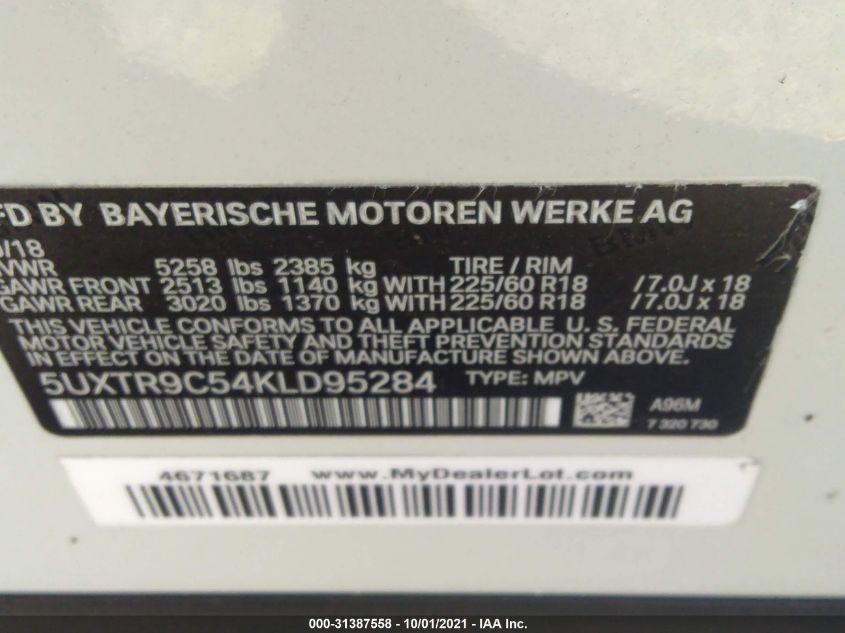 MFD BY BAYERISCHE MOTOREN WERKE AG
/18
GVWR 5258 lbs 2385 kg TIRE / RIM
GAWR FRONT 2513 lbs 1140 kg WITH 225/60 R18 / 7.0J x 18
GAWR REAR 3020 lbs 1370 kg WITH 225/60 R18 / 7.0J x 18
THIS VEHICLE CONFORMS TO ALL APPLICABLE U. S. FEDERAL
MOTOR VEHICLE SAFETY AND THEFT PREVENTION STANDARDS
IN EFFECT ON THE DATE OF MANUFACTURE SHOWN ABOVE.
5UXTR9C54KLD95284 TYPE: MPV
A96M
7 320 730
4671687 www.MyDealerLot.com
000-31387558 - 10/01/2021 - IAA Inc.